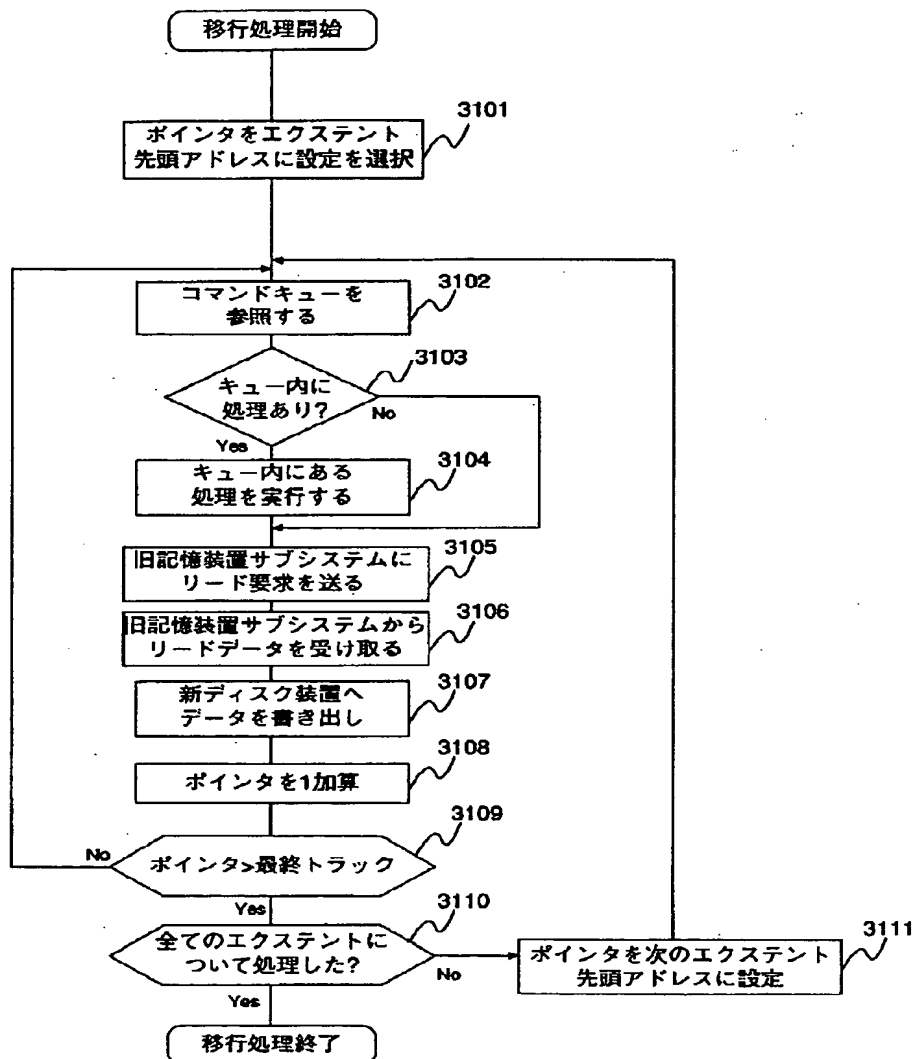 移行処理開始
3101
ポインタをエクステント
先頭アドレスに設定を選択
3102
コマンドキューを
参照する
3103
キュー内に
処理あり?
No
Yes
3104
キュー内にある
処理を実行する
3105
旧記憶装置サブシステムに
リード要求を送る
3106
旧記憶装置サブシステムから
リードデータを受け取る
3107
新ディスク装置へ
データを書き出し
3108
ポインタを1加算
3109
No
ポインタ>最終トラック
Yes
3110
全てのエクステントに
ついて処理した?
No
3111
ポインタを次のエクステント
先頭アドレスに設定
Yes
移行処理終了